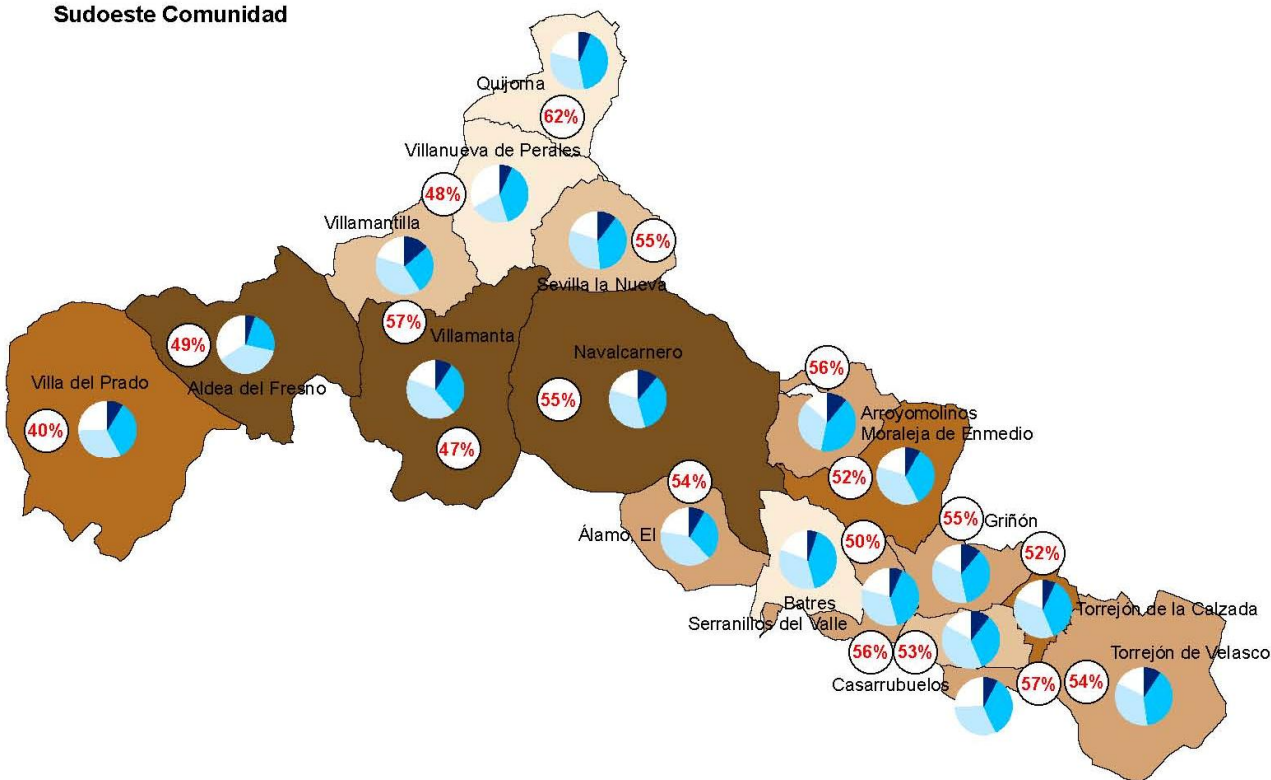 Sudoeste Comunidad
Quijorna
62%
Villanueva de Perales
48%
Villamantilla
55%
Sevilla la Nueva
57%
Villamanta
49%
Aldea del Fresno
Villa del Prado
40%
Navalcarnero
55%
47%
56%
Arroyomolinos
Moraleja de Enmedio
52%
54%
Álamo, El
55%
Griñón
50%
52%
Batres
Serranillos del Valle
Torrejón de la Calzada
56%
53%
Torrejón de Velasco
Casarrubuelos
57%
54%